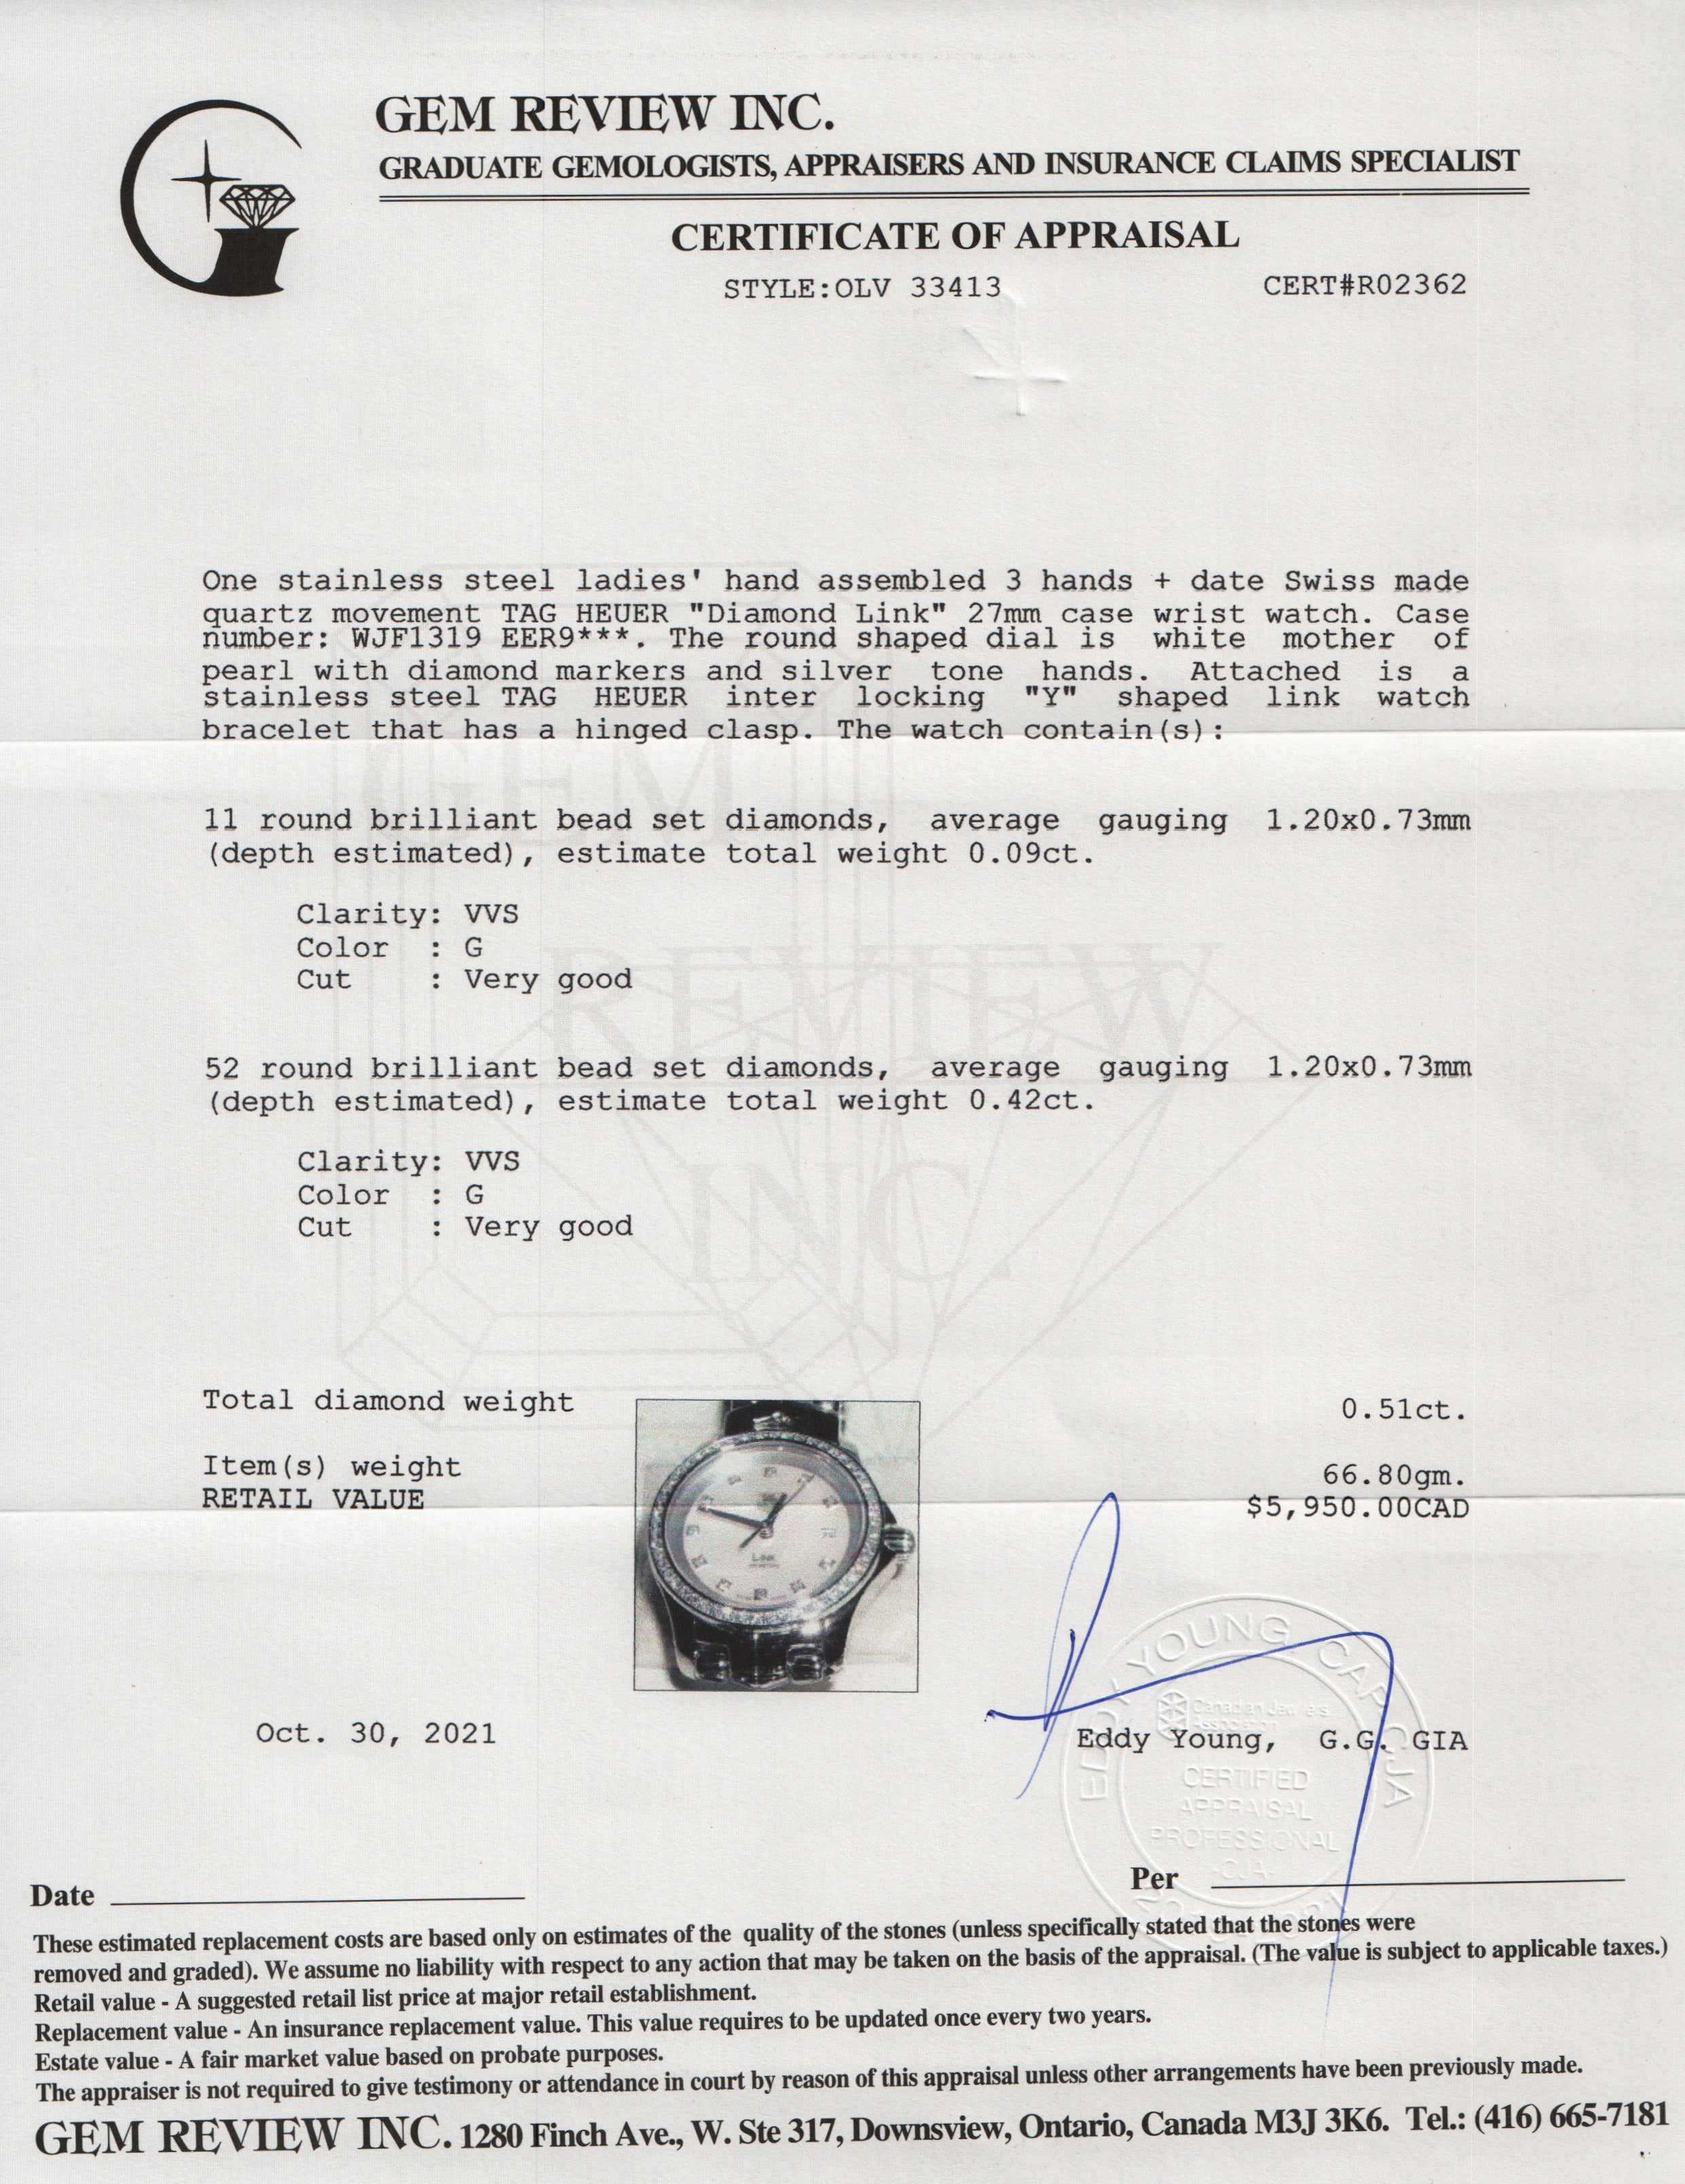 GEM REVIEW INC.
GRADUATE GEMOLOGISTS, APPRAISERS AND INSURANCE CLAIMS SPECIALIST
CERTIFICATE OF APPRAISAL
STYLE:OLV 33413 CERT#R02362
One stainless steel ladies' hand assembled 3 hands + date Swiss made
quartz movement TAG HEUER "Diamond Link" 27mm case wrist watch. Case
number: WJF1319 EER9***. The round shaped dial is white mother of
pearl with diamond markers and silver tone hands. Attached is a
stainless steel TAG HEUER inter locking "Y" shaped link watch
bracelet that has a hinged clasp. The watch contain(s):
GEM
11 round brilliant bead set diamonds, average gauging 1.20x0.73mm
(depth estimated), estimate total weight 0.09ct.
Clarity: VVS
Color : G
Cut : Very good
REVIEW
52 round brilliant bead set diamonds, average gauging 1.20x0.73mm
(depth estimated), estimate total weight 0.42ct.
Clarity: VVS
Color : G
Cut : Very good
INC.
Total diamond weight 0.51ct.
Item(s) weight 66.80gm.
RETAIL VALUE $5,950.00CAD
LINK
EDDY YOUNG CAP CJA
Canadian Jewellers
Association
Oct. 30, 2021 Eddy Young, G.G. GIA
CERTIFIED
APPRAISAL
PROFESSIONAL
-CJA-
Date Per
These estimated replacement costs are based only on estimates of the quality of the stones (unless specifically stated that the stones were
removed and graded). We assume no liability with respect to any action that may be taken on the basis of the appraisal. (The value is subject to applicable taxes.)
Retail value - A suggested retail list price at major retail establishment.
Replacement value - An insurance replacement value. This value requires to be updated once every two years.
Estate value - A fair market value based on probate purposes.
The appraiser is not required to give testimony or attendance in court by reason of this appraisal unless other arrangements have been previously made.
GEM REVIEW INC. 1280 Finch Ave., W. Ste 317, Downsview, Ontario, Canada M3J 3K6. Tel.: (416) 665-7181